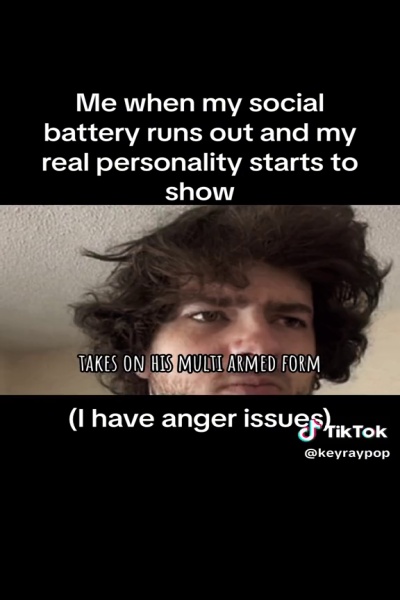 Me when my social
battery runs out and my
real personality starts to
show
TAKES ON HIS MULTI ARMED FORM
(I have anger issues)
TikTok
@keyraypop